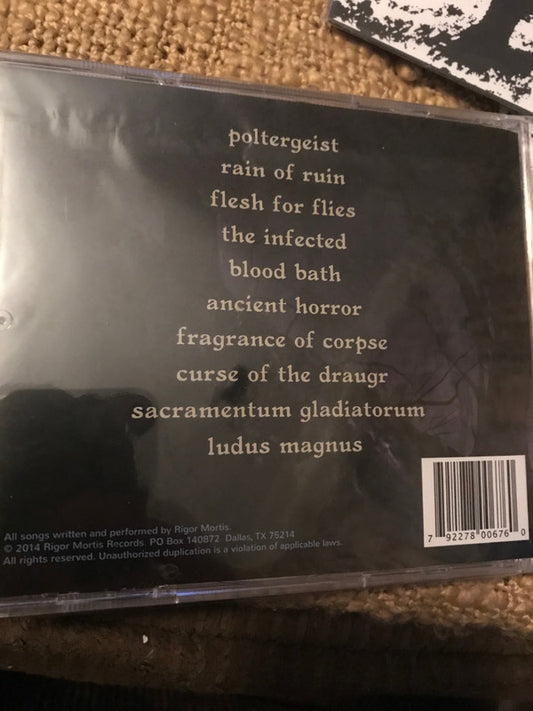 poltergeist
rain of ruin
flesh for flies
the infected
blood bath
ancient horror
fragrance of corpse
curse of the draugr
sacramentum gladiatorum
ludus magnus
All songs written and performed by Rigor Mortis.
© 2014 Rigor Mortis Records. PO Box 140872 Dallas, TX 75214
All rights reserved. Unauthorized duplication is a violation of applicable laws.
7 92278 00676 0